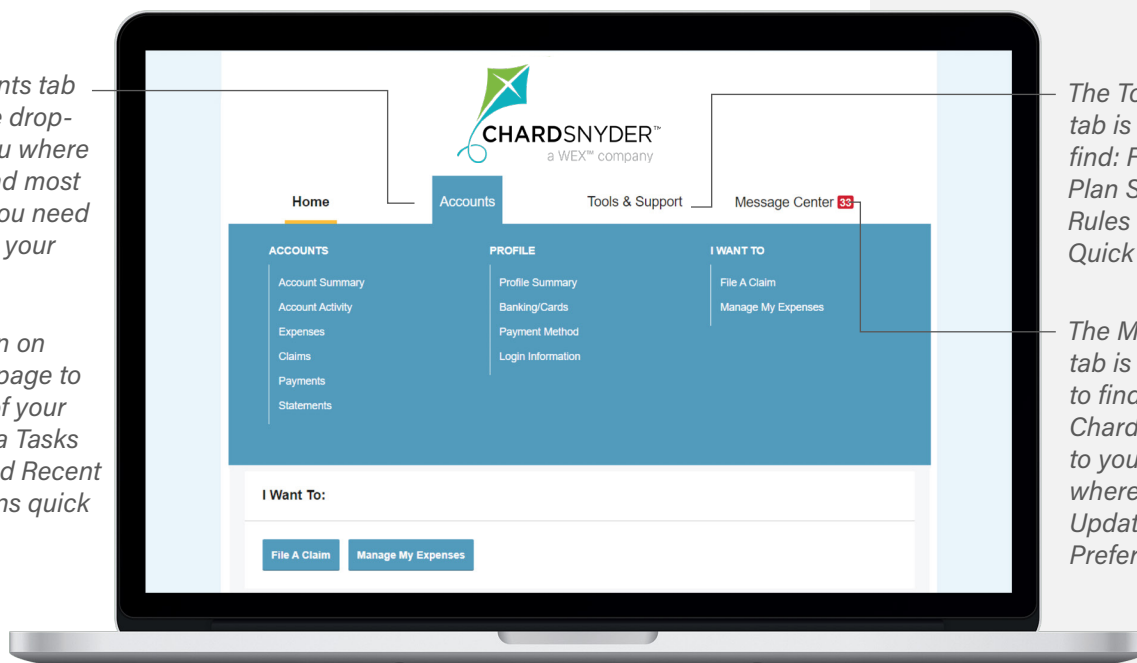 nts tab
drop-
u where
nd most
ou need
your
n on
page to
of your
a Tasks
d Recent
ns quick
CHARDSNYDER™
a WEX™ company
Home
Accounts
Tools & Support
Message Center 33
ACCOUNTS
Account Summary
Account Activity
Expenses
Claims
Payments
Statements
PROFILE
Profile Summary
Banking/Cards
Payment Method
Login Information
I WANT TO
File A Claim
Manage My Expenses
I Want To:
File A Claim
Manage My Expenses
The To
tab is
find:
Plan S
Rules
Quick
The M
tab is
to find
Chard
to you
where
Updat
Prefer